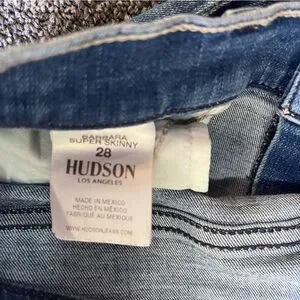 BARBARA
SUPER SKINNY
28
HUDSON
LOS ANGELES
MADE IN MEXICO
HECHO EN MÉXICO
FABRIQUÉ AU MEXIQUE
WWW.HUDSONJEANS.COM